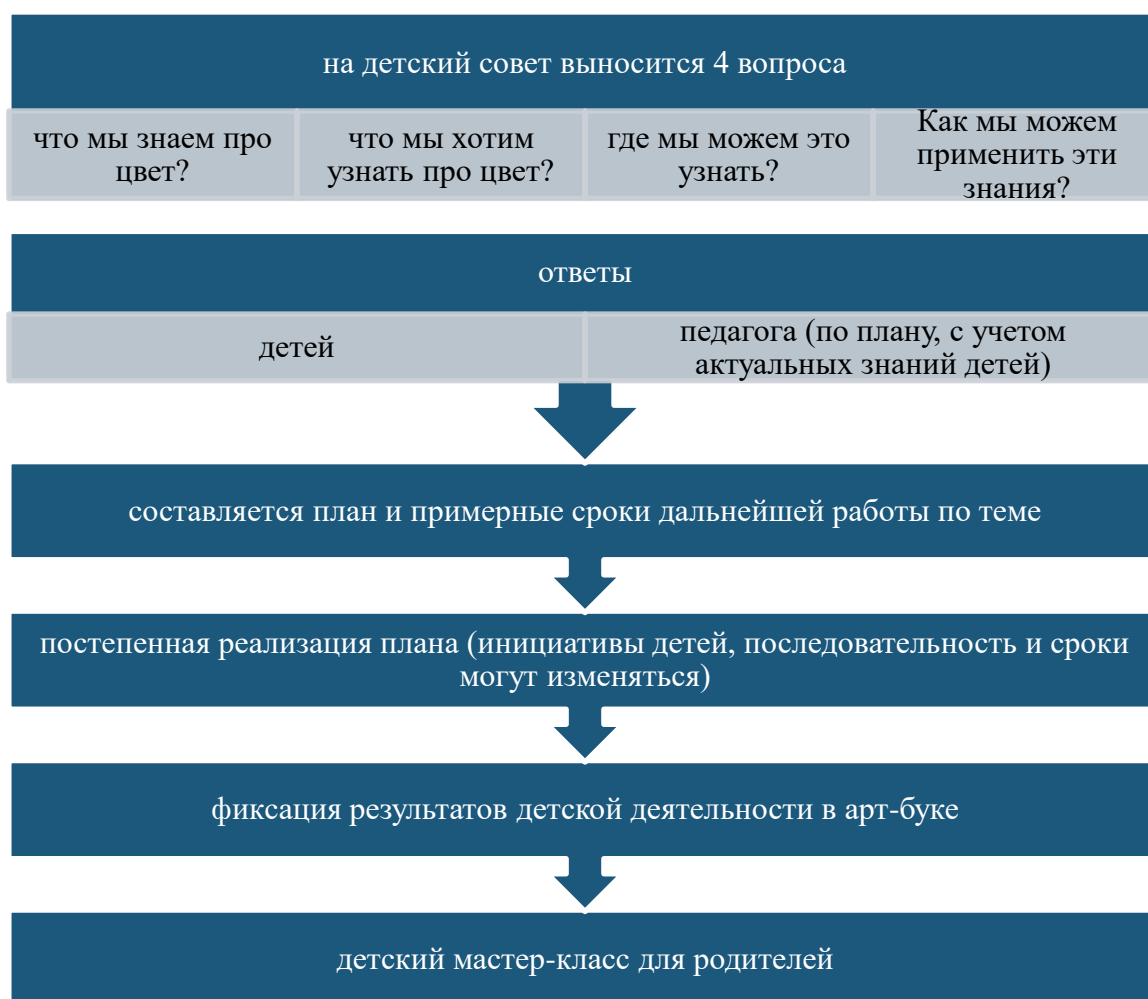 на детский совет выносится 4 вопроса
что мы знаем про
цвет?
что мы хотим
узнать про цвет?
где мы можем это
узнать?
Как мы можем
применить эти
знания?
ответы
детей
педагога (по плану, с учетом
актуальных знаний детей)
составляется план и примерные сроки дальнейшей работы по теме
постепенная реализация плана (инициативы детей, последовательность и сроки
могут изменяться)
фиксация результатов детской деятельности в арт-буке
детский мастер-класс для родителей